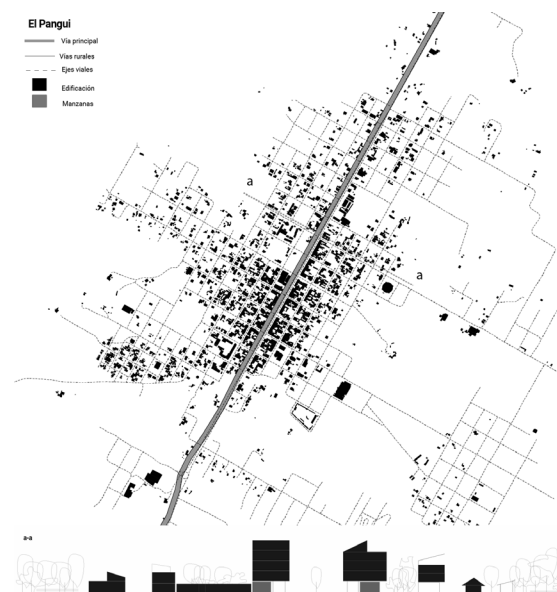 El Pangui
Vía principal
Vías rurales
Ejes viales
Edificación
Manzanas
a
a
a-a